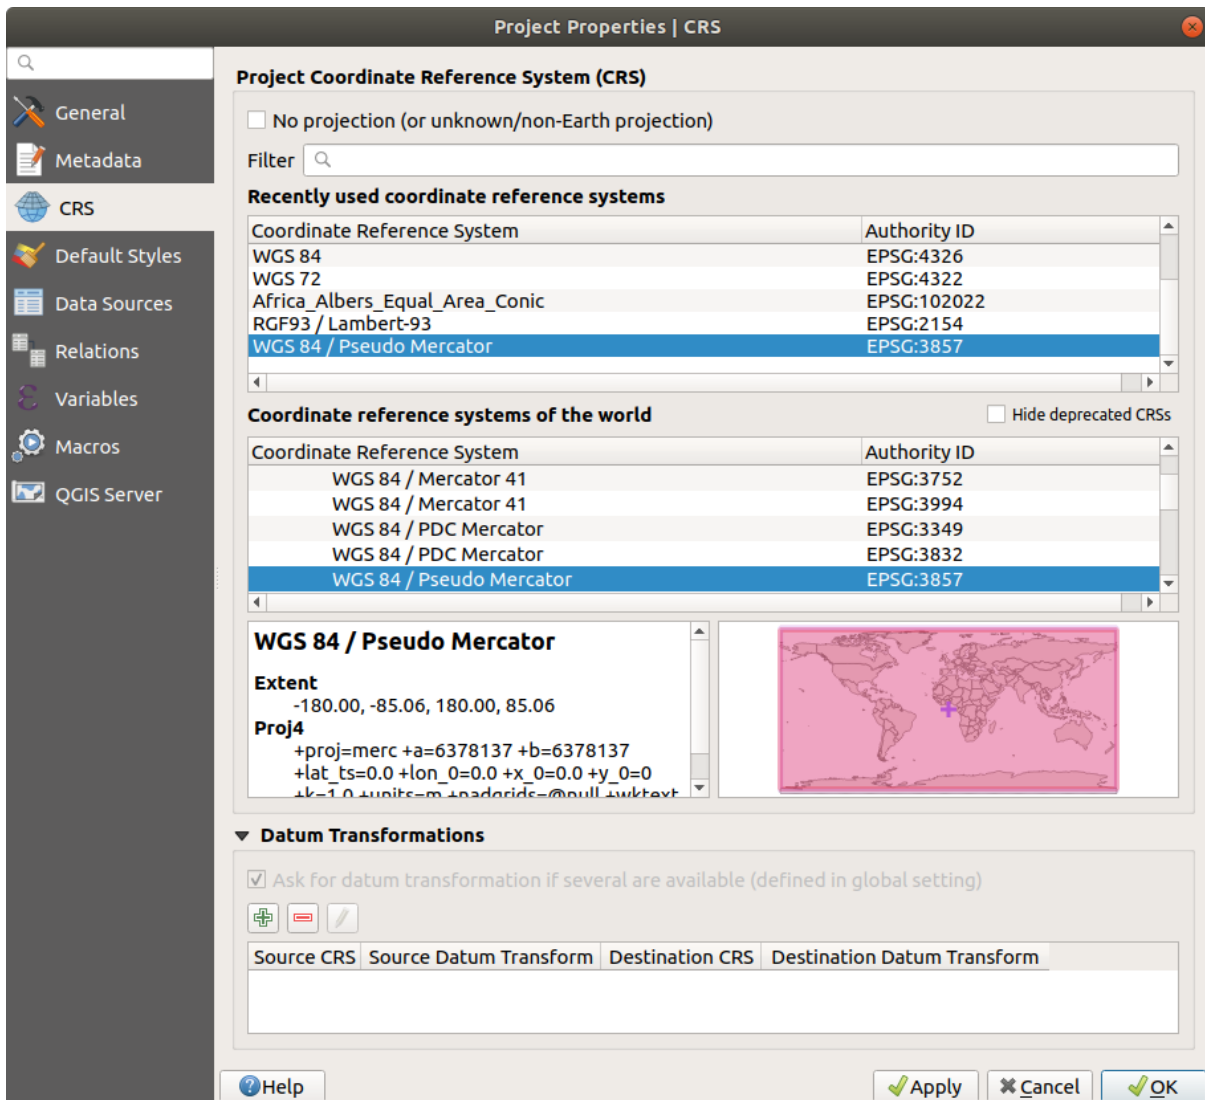 Project Properties | CRS
General
Metadata
CRS
Default Styles
Data Sources
Relations
Variables
Macros
QGIS Server
Project Coordinate Reference System (CRS)
No projection (or unknown/non-Earth projection)
Filter
Recently used coordinate reference systems
Coordinate Reference System Authority ID
WGS 84 EPSG:4326
WGS 72 EPSG:4322
Africa_Albers_Equal_Area_Conic EPSG:102022
RGF93 / Lambert-93 EPSG:2154
WGS 84 / Pseudo Mercator EPSG:3857
Coordinate reference systems of the world Hide deprecated CRSs
Coordinate Reference System Authority ID
WGS 84 / Mercator 41 EPSG:3752
WGS 84 / Mercator 41 EPSG:3994
WGS 84 / PDC Mercator EPSG:3349
WGS 84 / PDC Mercator EPSG:3832
WGS 84 / Pseudo Mercator EPSG:3857
WGS 84 / Pseudo Mercator
Extent
-180.00, -85.06, 180.00, 85.06
Proj4
+proj=merc +a=6378137 +b=6378137
+lat_ts=0.0 +lon_0=0.0 +x_0=0.0 +y_0=0
+k=1.0 +units=m +nadgrids=@null +wktext
Datum Transformations
Ask for datum transformation if several are available (defined in global setting)
Source CRS Source Datum Transform Destination CRS Destination Datum Transform
Help Apply Cancel OK